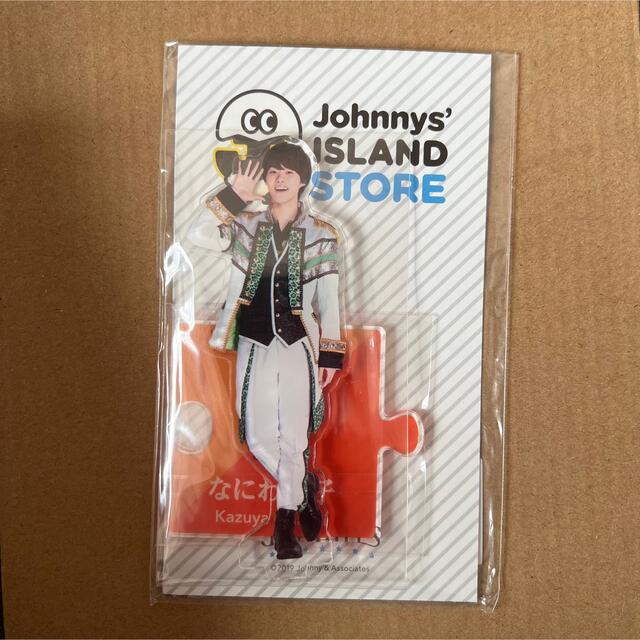 Johnnys'
ISLAND
STORE
なにわ
Kazuya
©2019 Johnny & Associates